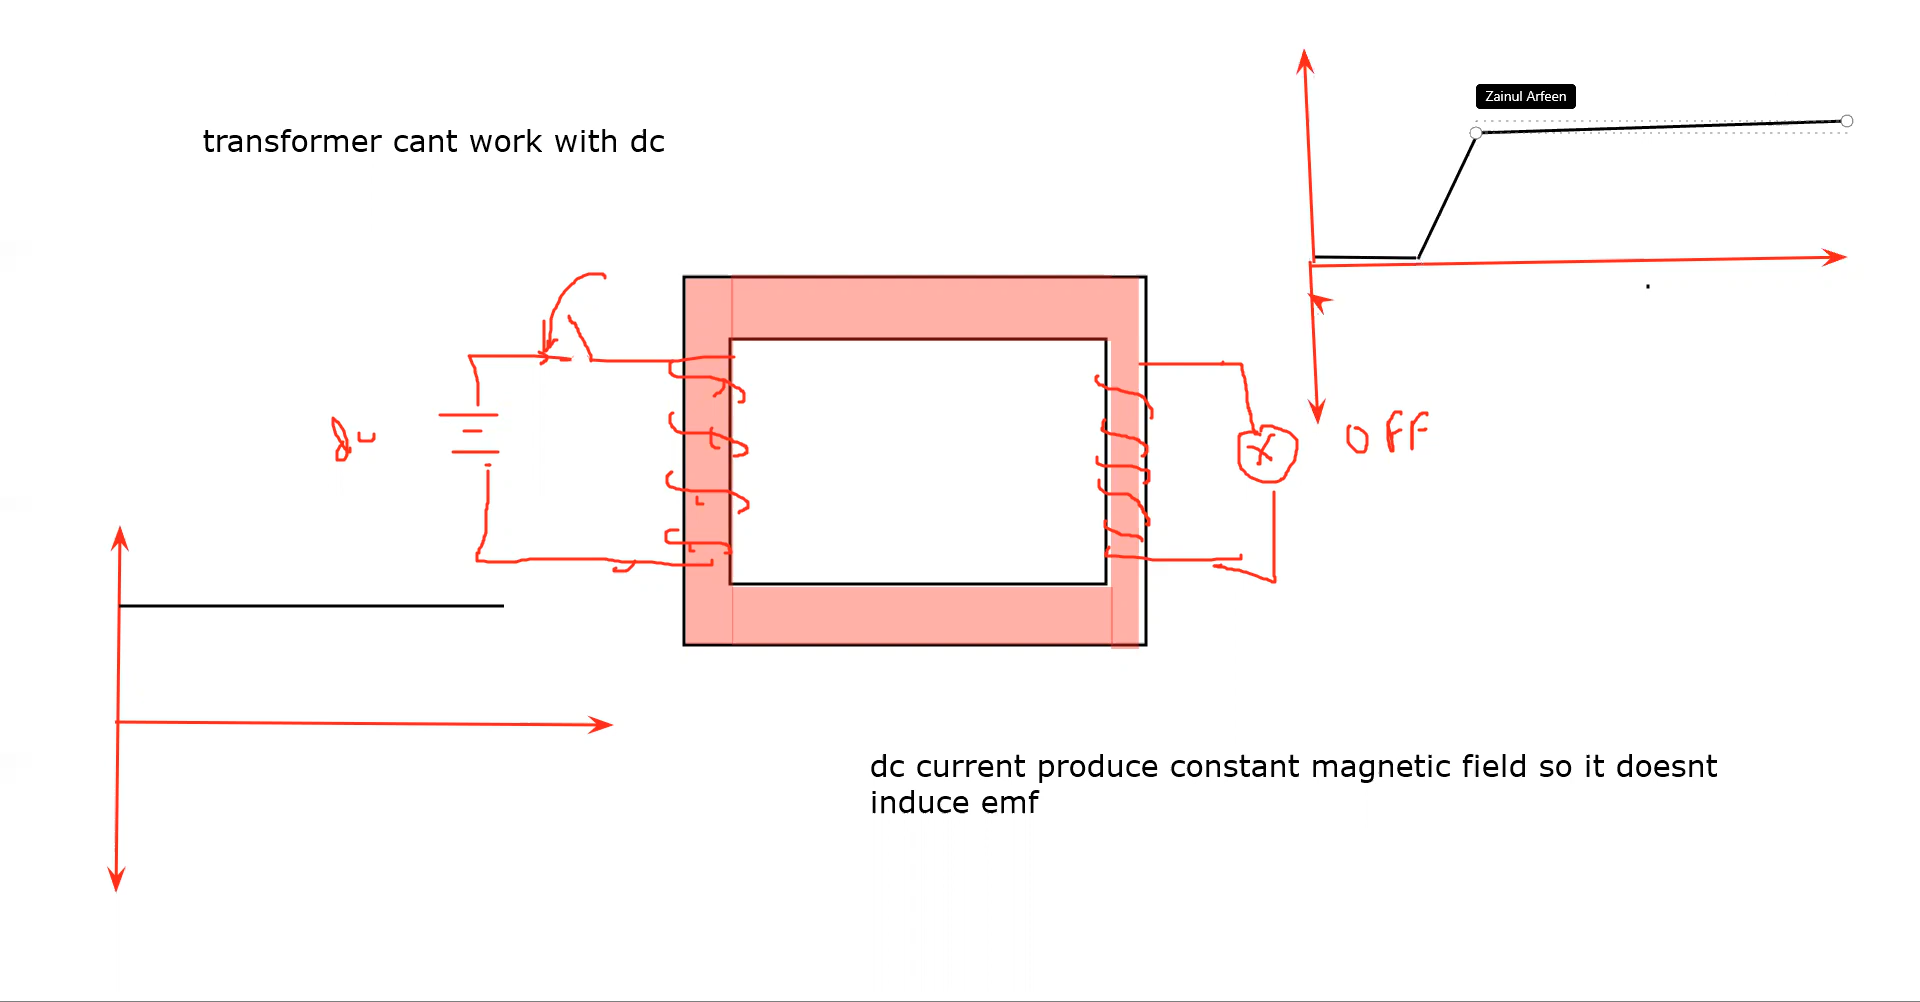 Zainul Arfeen
transformer cant work with dc
OFF
dc current produce constant magnetic field so it doesnt
induce emf